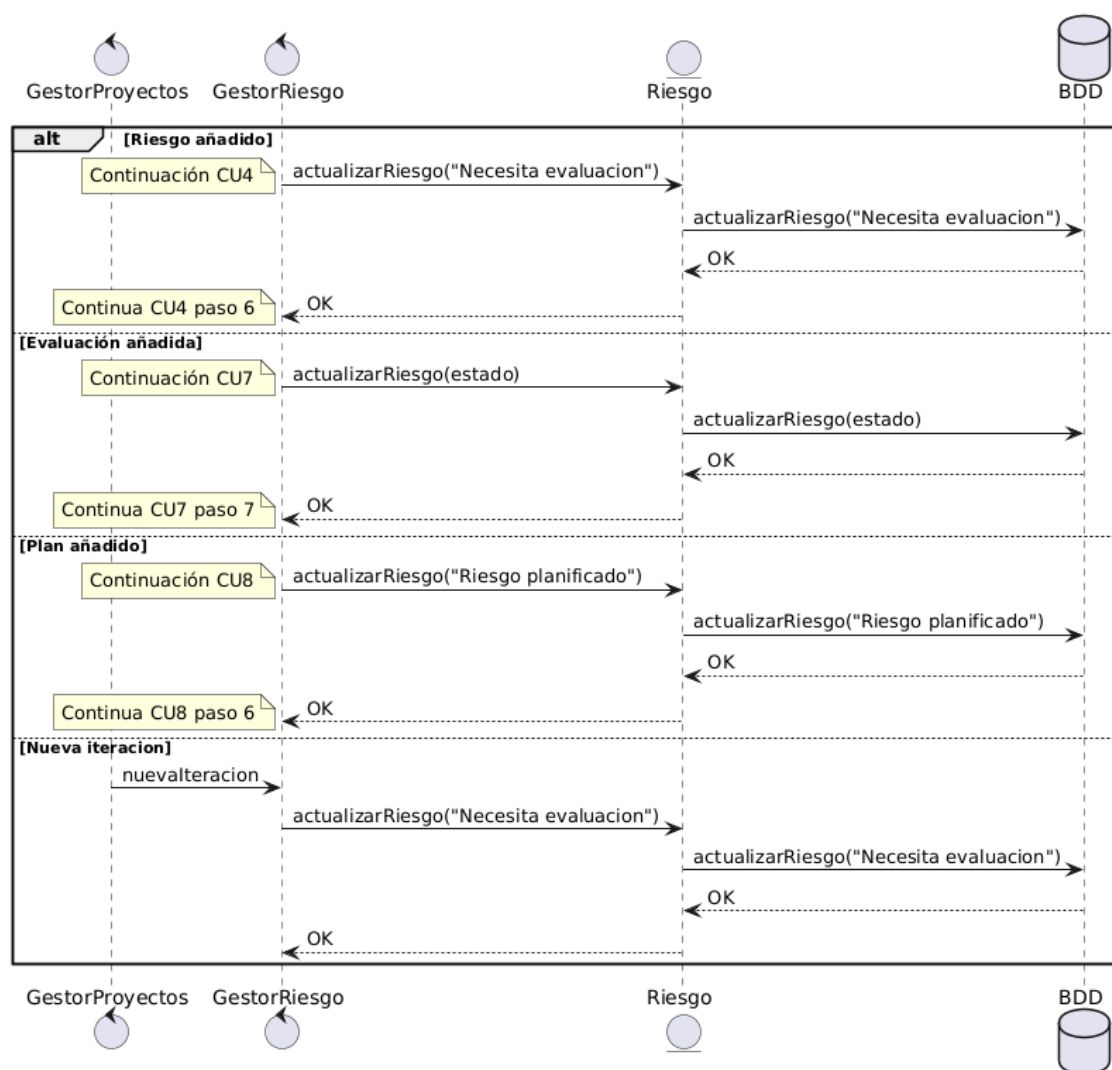 GestorProyectos GestorRiesgo Riesgo BDD
alt [Riesgo añadido]
Continuación CU4 actualizarRiesgo("Necesita evaluacion")
actualizarRiesgo("Necesita evaluacion")
OK
Continua CU4 paso 6 OK
[Evaluación añadida]
Continuación CU7 actualizarRiesgo(estado)
actualizarRiesgo(estado)
OK
Continua CU7 paso 7 OK
[Plan añadido]
Continuación CU8 actualizarRiesgo("Riesgo planificado")
actualizarRiesgo("Riesgo planificado")
OK
Continua CU8 paso 6 OK
[Nueva iteracion]
nuevaIteracion
actualizarRiesgo("Necesita evaluacion")
actualizarRiesgo("Necesita evaluacion")
OK
OK
GestorProyectos GestorRiesgo Riesgo BDD